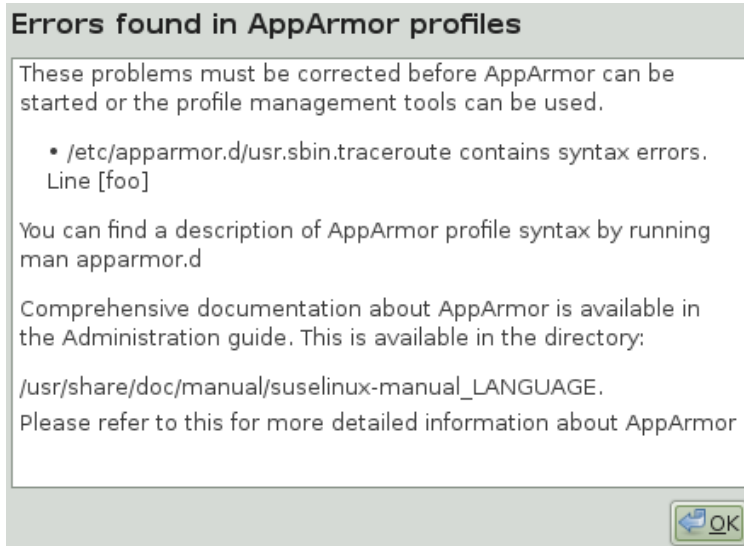 Errors found in AppArmor profiles
These problems must be corrected before AppArmor can be
started or the profile management tools can be used.
• /etc/apparmor.d/usr.sbin.traceroute contains syntax errors.
Line [foo]
You can find a description of AppArmor profile syntax by running
man apparmor.d
Comprehensive documentation about AppArmor is available in
the Administration guide. This is available in the directory:
/usr/share/doc/manual/suselinux-manual_LANGUAGE.
Please refer to this for more detailed information about AppArmor
OK